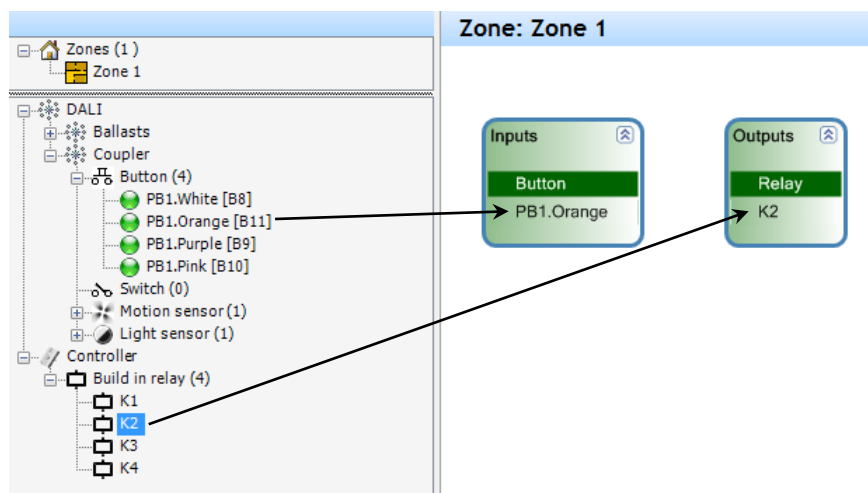 Zones (1 )
Zone 1
DALI
Ballasts
Coupler
Button (4)
PB1.White [B8]
PB1.Orange [B11]
PB1.Purple [B9]
PB1.Pink [B10]
Switch (0)
Motion sensor (1)
Light sensor (1)
Controller
Build in relay (4)
K1
K2
K3
K4
Zone: Zone 1
Inputs
Button
PB1.Orange
Outputs
Relay
K2